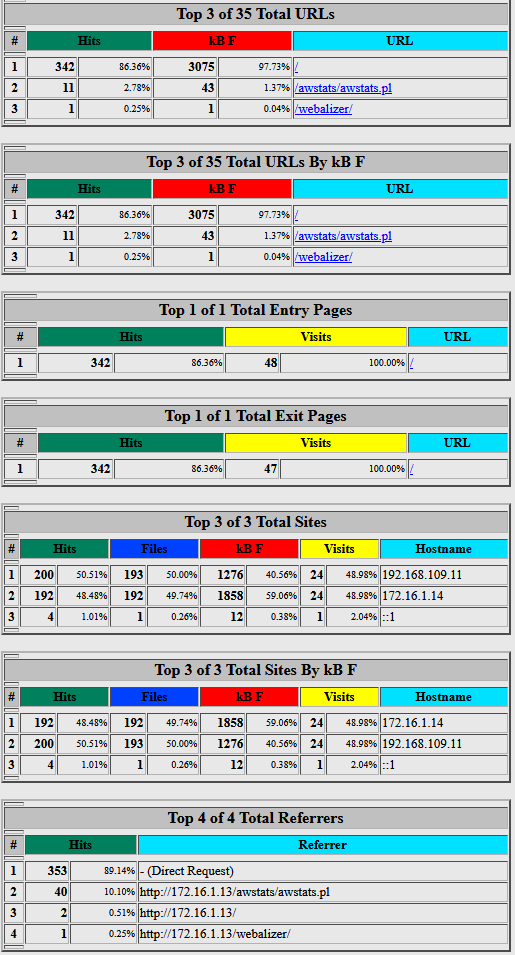 Top 3 of 35 Total URLs
# Hits kB F URL
1 342 86.36% 3075 97.73% /
2 11 2.78% 43 1.37% /awstats/awstats.pl
3 1 0.25% 1 0.04% /webalizer/
Top 3 of 35 Total URLs By kB F
# Hits kB F URL
1 342 86.36% 3075 97.73% /
2 11 2.78% 43 1.37% /awstats/awstats.pl
3 1 0.25% 1 0.04% /webalizer/
Top 1 of 1 Total Entry Pages
# Hits Visits URL
1 342 86.36% 48 100.00% /
Top 1 of 1 Total Exit Pages
# Hits Visits URL
1 342 86.36% 47 100.00% /
Top 3 of 3 Total Sites
# Hits Files kB F Visits Hostname
1 200 50.51% 193 50.00% 1276 40.56% 24 48.98% 192.168.109.11
2 192 48.48% 192 49.74% 1858 59.06% 24 48.98% 172.16.1.14
3 4 1.01% 1 0.26% 12 0.38% 1 2.04% ::1
Top 3 of 3 Total Sites By kB F
# Hits Files kB F Visits Hostname
1 192 48.48% 192 49.74% 1858 59.06% 24 48.98% 172.16.1.14
2 200 50.51% 193 50.00% 1276 40.56% 24 48.98% 192.168.109.11
3 4 1.01% 1 0.26% 12 0.38% 1 2.04% ::1
Top 4 of 4 Total Referrers
# Hits Referrer
1 353 89.14% - (Direct Request)
2 40 10.10% http://172.16.1.13/awstats/awstats.pl
3 2 0.51% http://172.16.1.13/
4 1 0.25% http://172.16.1.13/webalizer/